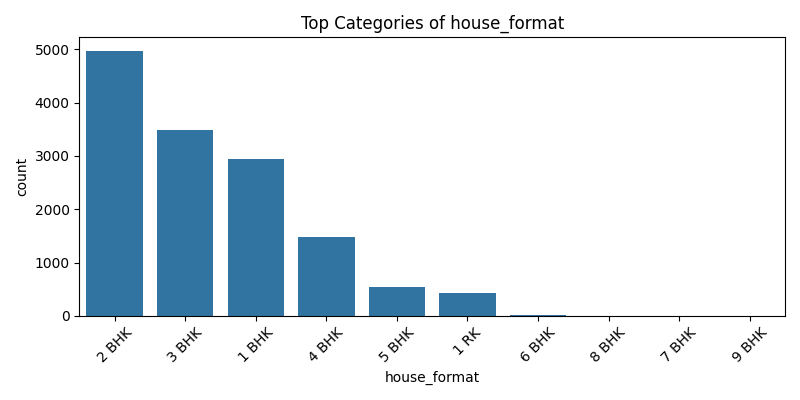 Top Categories of house_format
count
5000
4000
3000
2000
1000
0
2 BHK
3 BHK
1 BHK
4 BHK
5 BHK
1 RK
6 BHK
8 BHK
7 BHK
9 BHK
house_format